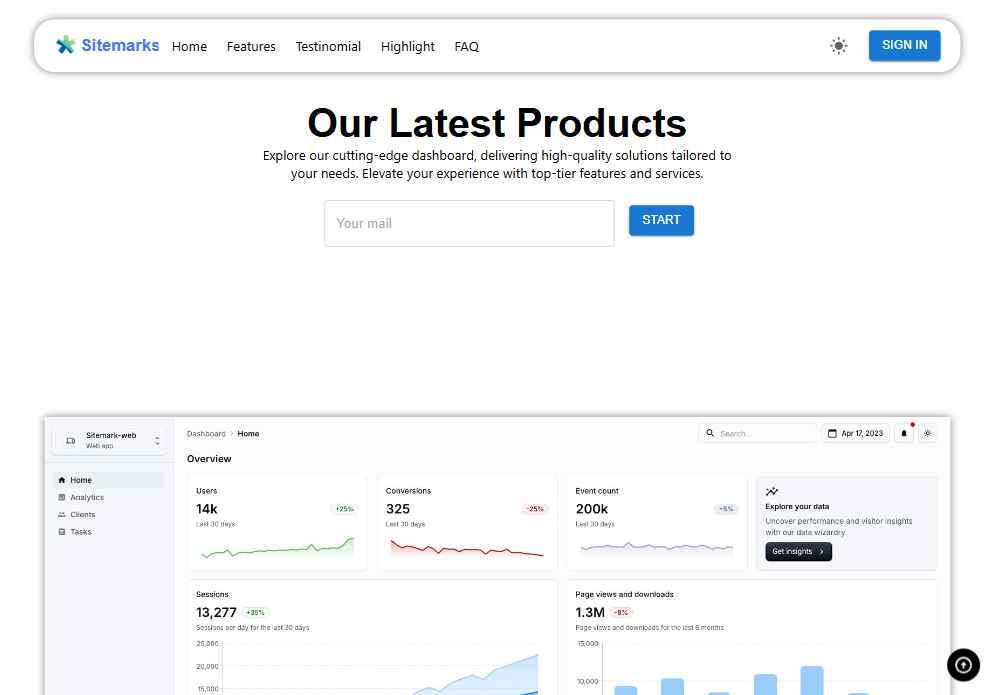 Sitemarks Home Features Testinomial Highlight FAQ SIGN IN
Our Latest Products
Explore our cutting-edge dashboard, delivering high-quality solutions tailored to
your needs. Elevate your experience with top-tier features and services.
Your mail START
Sitemark-web
Web app
Home
Analytics
Clients
Tasks
Dashboard > Home
Search...
Apr 17, 2023
Overview
Users
14k +25%
Last 30 days
Conversions
325 -25%
Last 30 days
Event count
200k +5%
Last 30 days
Explore your data
Uncover performance and visitor insights
with our data wizardry.
Get insights >
Sessions
13,277 +35%
Sessions per day for the last 30 days
25,000
20,000
15,000
Page views and downloads
1.3M -8%
Page views and downloads for the last 6 months
15,000
10,000